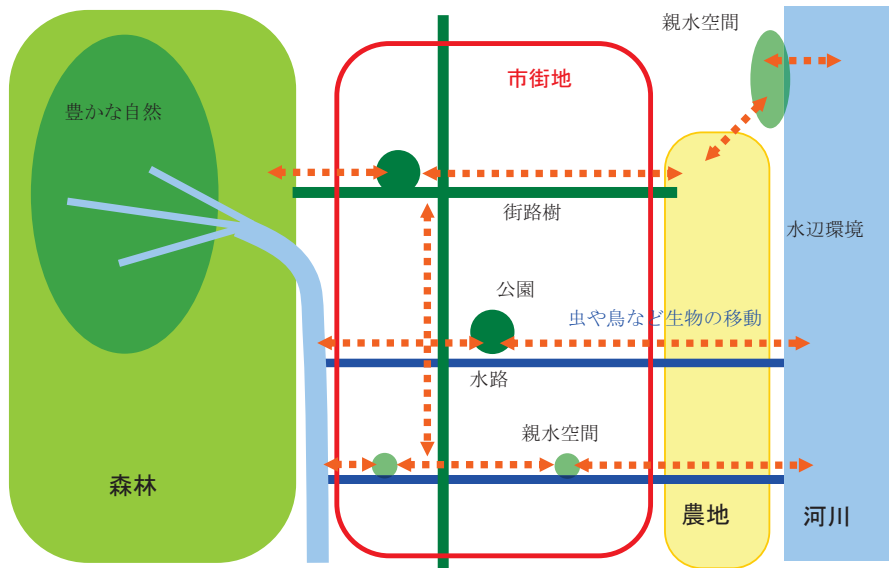 親水空間
市街地
豊かな自然
街路樹
水辺環境
公園
虫や鳥など生物の移動
水路
親水空間
森林
農地
河川